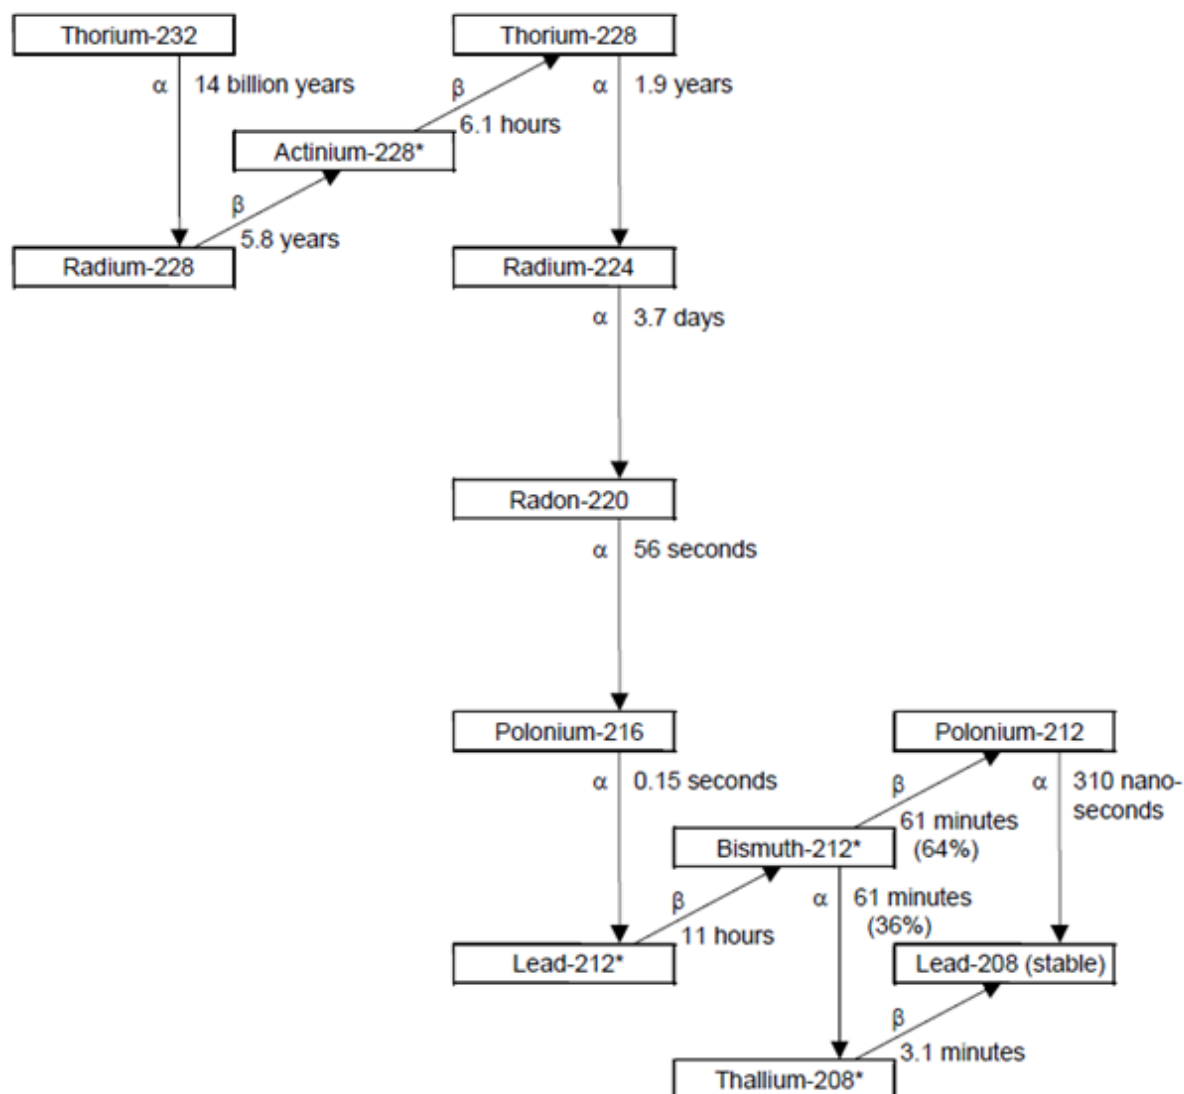 Thorium-232
Thorium-228
α
14 billion years
β
α
1.9 years
6.1 hours
Actinium-228*
β
5.8 years
Radium-228
Radium-224
α
3.7 days
Radon-220
α
56 seconds
Polonium-216
Polonium-212
α
0.15 seconds
β
α
310 nano-
seconds
61 minutes
(64%)
Bismuth-212*
β
α
61 minutes
(36%)
11 hours
Lead-212*
Lead-208 (stable)
β
3.1 minutes
Thallium-208*